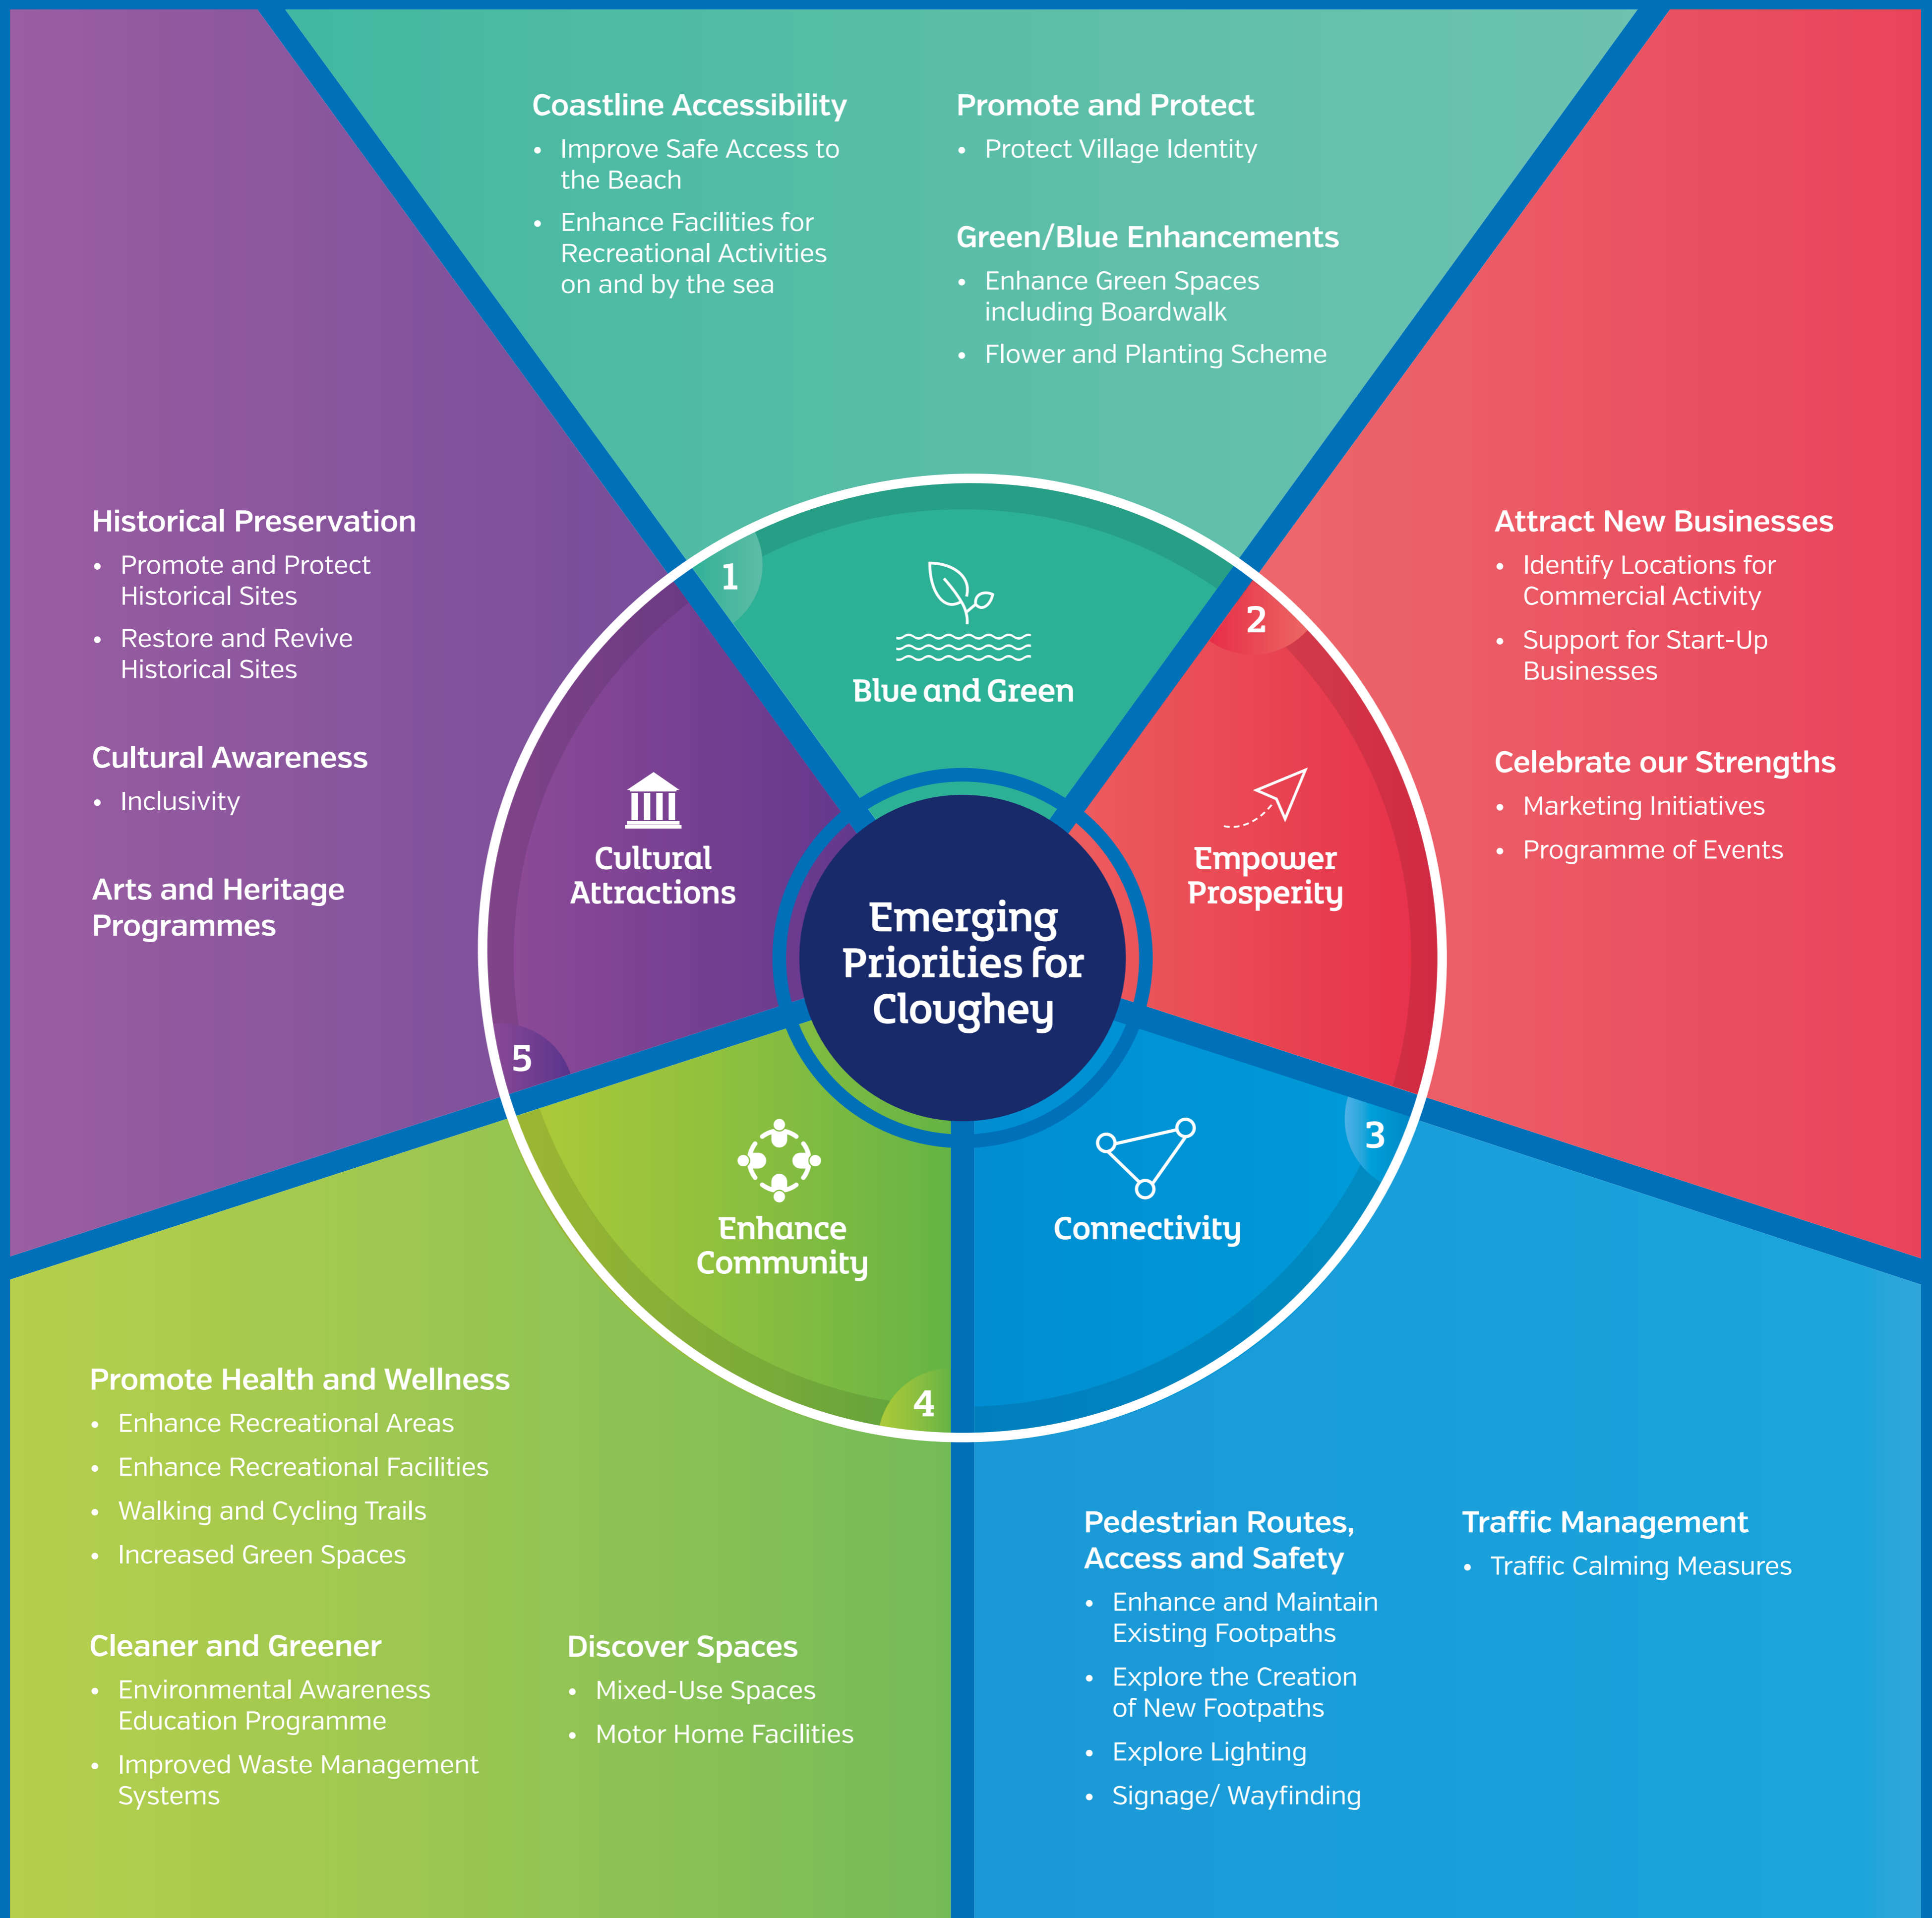 Emerging
Priorities for
Cloughey
1
Blue and Green
Coastline Accessibility
• Improve Safe Access to
the Beach
• Enhance Facilities for
Recreational Activities
on and by the sea
Promote and Protect
• Protect Village Identity
Green/Blue Enhancements
• Enhance Green Spaces
including Boardwalk
• Flower and Planting Scheme
2
Empower
Prosperity
Attract New Businesses
• Identify Locations for
Commercial Activity
• Support for Start-Up
Businesses
Celebrate our Strengths
• Marketing Initiatives
• Programme of Events
3
Connectivity
Pedestrian Routes,
Access and Safety
• Enhance and Maintain
Existing Footpaths
• Explore the Creation
of New Footpaths
• Explore Lighting
• Signage/ Wayfinding
Traffic Management
• Traffic Calming Measures
4
Enhance
Community
Promote Health and Wellness
• Enhance Recreational Areas
• Enhance Recreational Facilities
• Walking and Cycling Trails
• Increased Green Spaces
Cleaner and Greener
• Environmental Awareness
Education Programme
• Improved Waste Management
Systems
Discover Spaces
• Mixed-Use Spaces
• Motor Home Facilities
5
Cultural
Attractions
Historical Preservation
• Promote and Protect
Historical Sites
• Restore and Revive
Historical Sites
Cultural Awareness
• Inclusivity
Arts and Heritage
Programmes